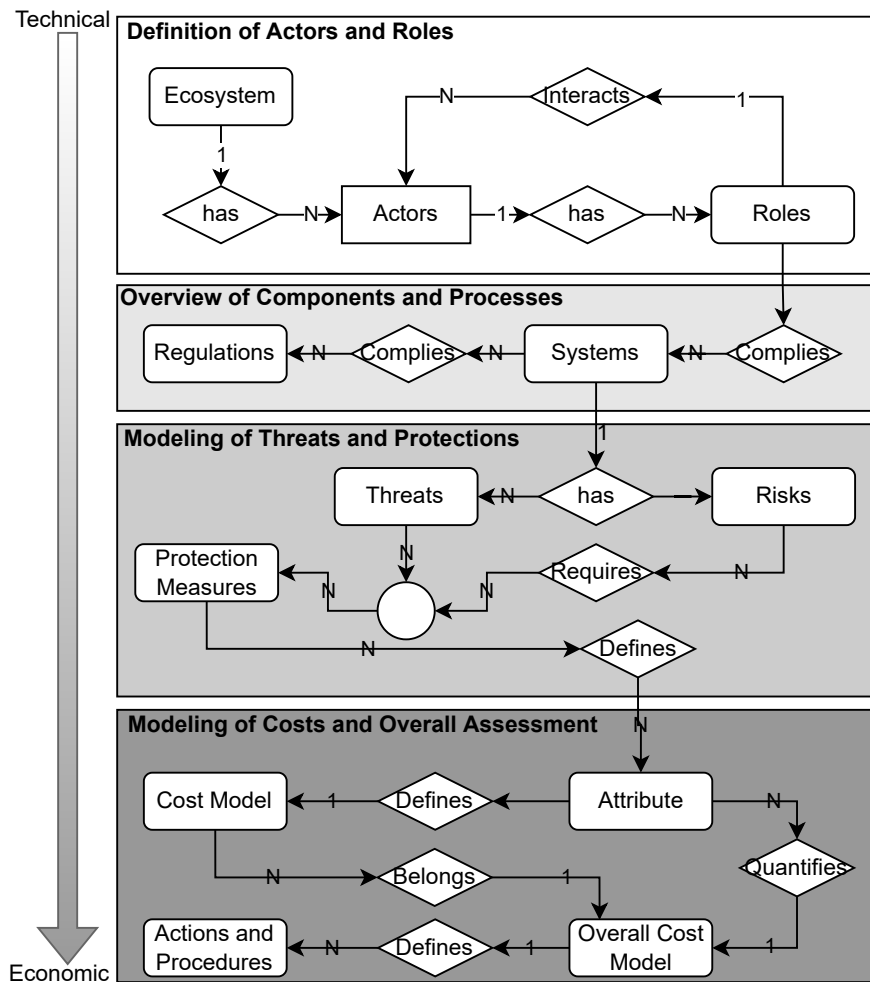 Technical
Definition of Actors and Roles
Ecosystem
Interacts
N
1
1
has
N
Actors
1
has
N
Roles
Overview of Components and Processes
Regulations
N
Complies
N
Systems
N
Complies
1
Modeling of Threats and Protections
Threats
N
has
Risks
N
Protection
Measures
N
N
Requires
N
N
Defines
N
Modeling of Costs and Overall Assessment
Cost Model
1
Defines
Attribute
N
N
Belongs
1
Quantifies
Actions and
Procedures
N
Defines
1
Overall Cost
Model
1
Economic